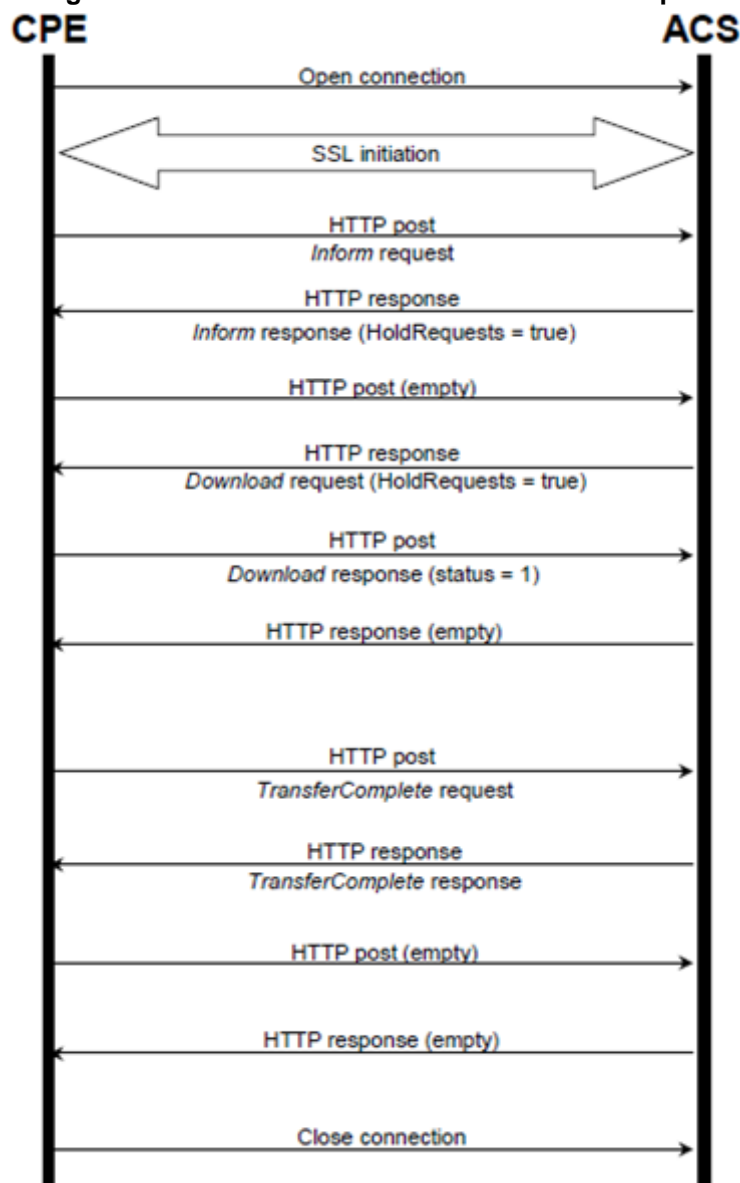 CPE ACS
Open connection
SSL initiation
HTTP post
Inform request
HTTP response
Inform response (HoldRequests = true)
HTTP post (empty)
HTTP response
Download request (HoldRequests = true)
HTTP post
Download response (status = 1)
HTTP response (empty)
HTTP post
TransferComplete request
HTTP response
TransferComplete response
HTTP post (empty)
HTTP response (empty)
Close connection